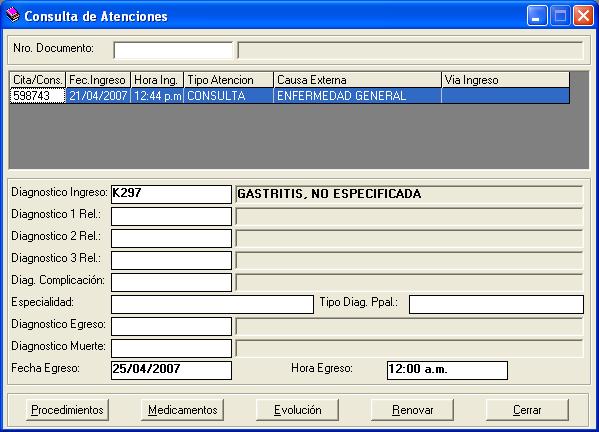 Consulta de Atenciones
Nro. Documento:
Cita/Cons. Fec.Ingreso Hora Ing. Tipo Atencion Causa Externa Via Ingreso
598743 21/04/2007 12:44 p.m CONSULTA ENFERMEDAD GENERAL
Diagnostico Ingreso: K297 GASTRITIS, NO ESPECIFICADA
Diagnostico 1 Rel.:
Diagnostico 2 Rel.:
Diagnostico 3 Rel.:
Diag. Complicación:
Especialidad: Tipo Diag. Ppal.:
Diagnostico Egreso:
Diagnostico Muerte:
Fecha Egreso: 25/04/2007 Hora Egreso: 12:00 a.m.
Procedimientos Medicamentos Evolución Renovar Cerrar